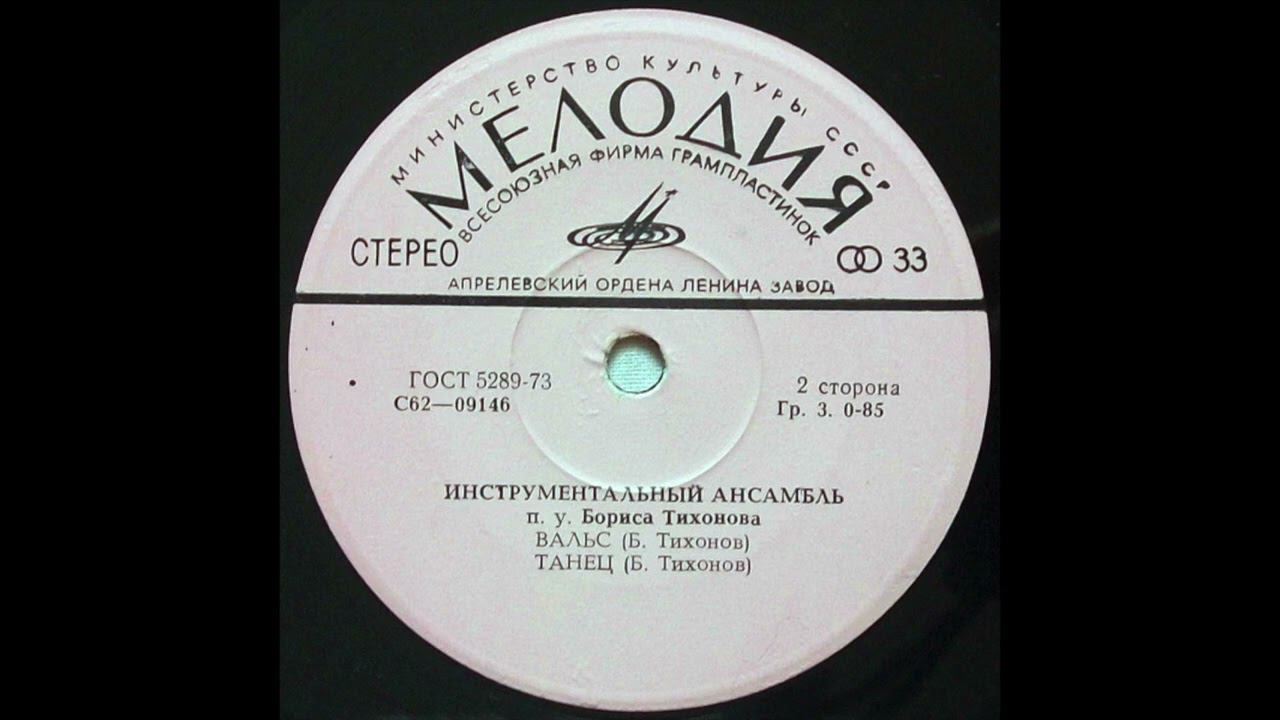 МИНИСТЕРСТВО КУЛЬТУРЫ СССР
МЕЛОДИЯ
ВСЕСОЮЗНАЯ ФИРМА ГРАМПЛАСТИНОК
СТЕРЕО
33
АПРЕЛЕВСКИЙ ОРДЕНА ЛЕНИНА ЗАВОД
ГОСТ 5289-73
С62—09146
2 сторона
Гр. 3. 0-85
ИНСТРУМЕНТАЛЬНЫЙ АНСАМБЛЬ
п. у. Бориса Тихонова
ВАЛЬС (Б. Тихонов)
ТАНЕЦ (Б. Тихонов)